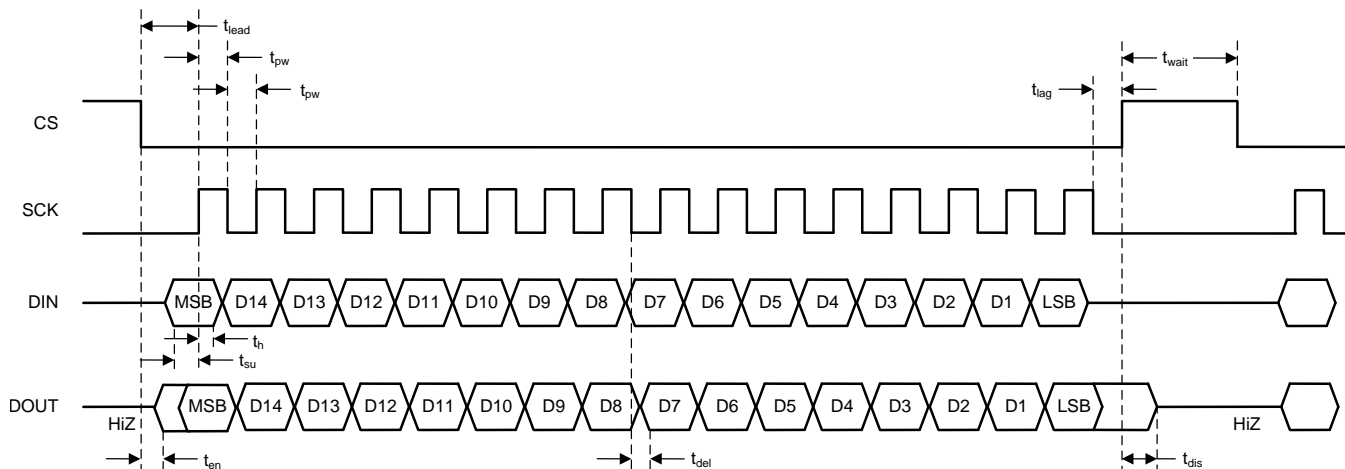 tlead
tpw
tpw
twait
tlag
CS
SCK
DIN MSB D14 D13 D12 D11 D10 D9 D8 D7 D6 D5 D4 D3 D2 D1 LSB
th
tsu
DOUT MSB D14 D13 D12 D11 D10 D9 D8 D7 D6 D5 D4 D3 D2 D1 LSB
HiZ HiZ
ten tdel tdis